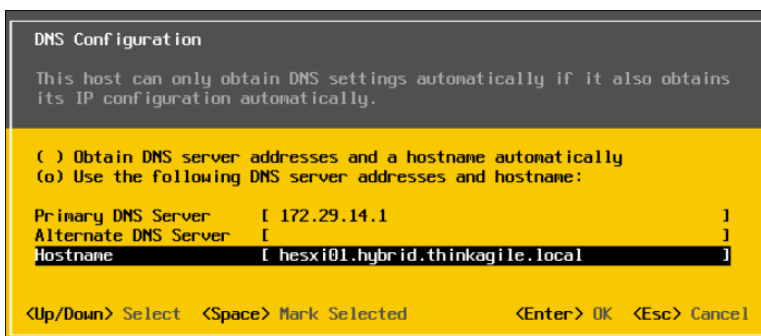 DNS Configuration
This host can only obtain DNS settings automatically if it also obtains
its IP configuration automatically.
( ) Obtain DNS server addresses and a hostname automatically
(o) Use the following DNS server addresses and hostname:
Primary DNS Server [ 172.29.14.1 ]
Alternate DNS Server [ ]
Hostname [ hesxi01.hybrid.thinkagile.local ]
<Up/Down> Select <Space> Mark Selected <Enter> OK <Esc> Cancel